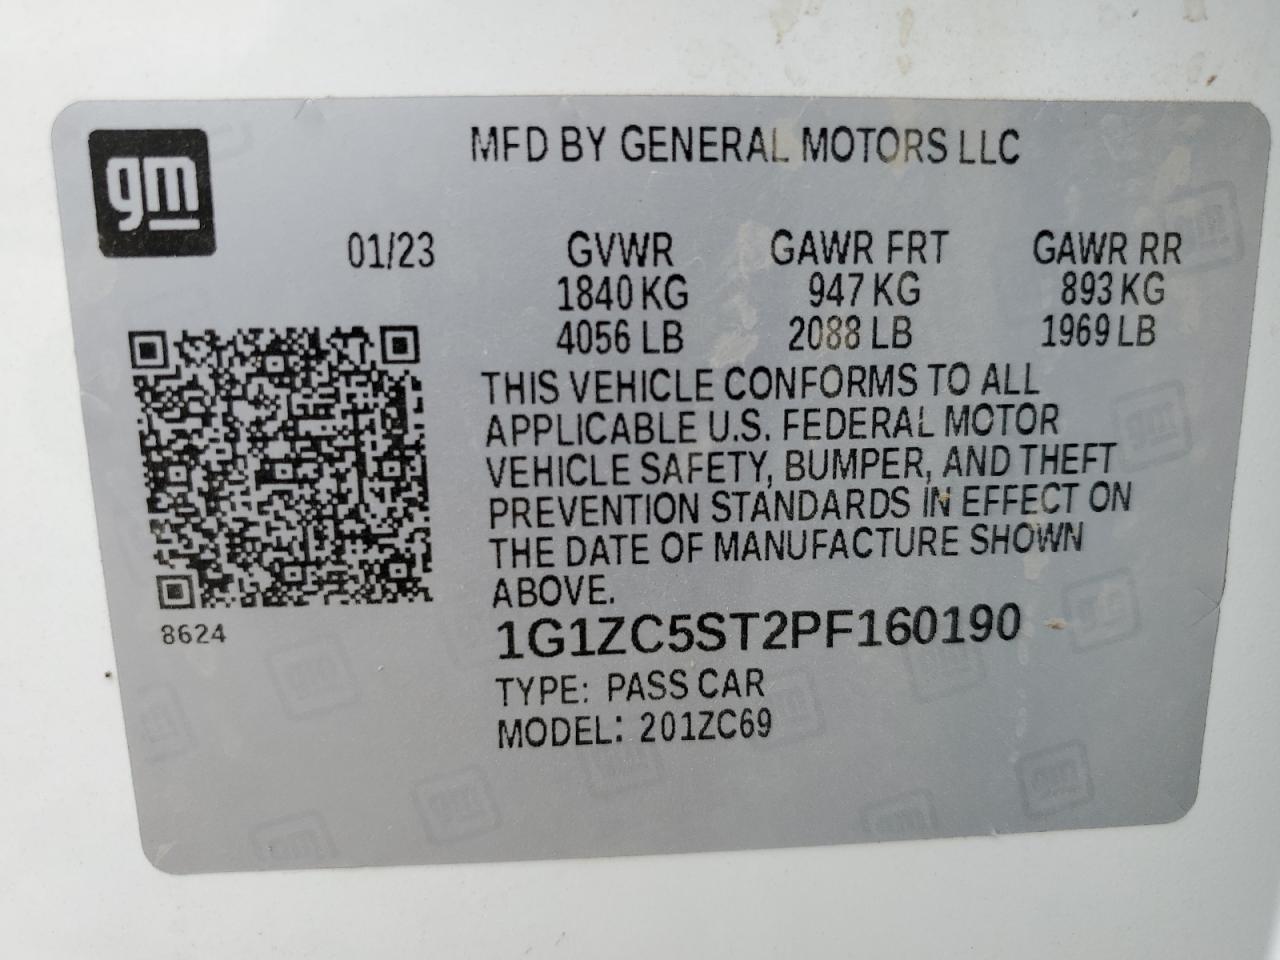 gm
MFD BY GENERAL MOTORS LLC
01/23 GVWR GAWR FRT GAWR RR
1840 KG 947 KG 893 KG
4056 LB 2088 LB 1969 LB
THIS VEHICLE CONFORMS TO ALL
APPLICABLE U.S. FEDERAL MOTOR
VEHICLE SAFETY, BUMPER, AND THEFT
PREVENTION STANDARDS IN EFFECT ON
THE DATE OF MANUFACTURE SHOWN
ABOVE.
8624
1G1ZC5ST2PF160190
TYPE: PASS CAR
MODEL: 201ZC69